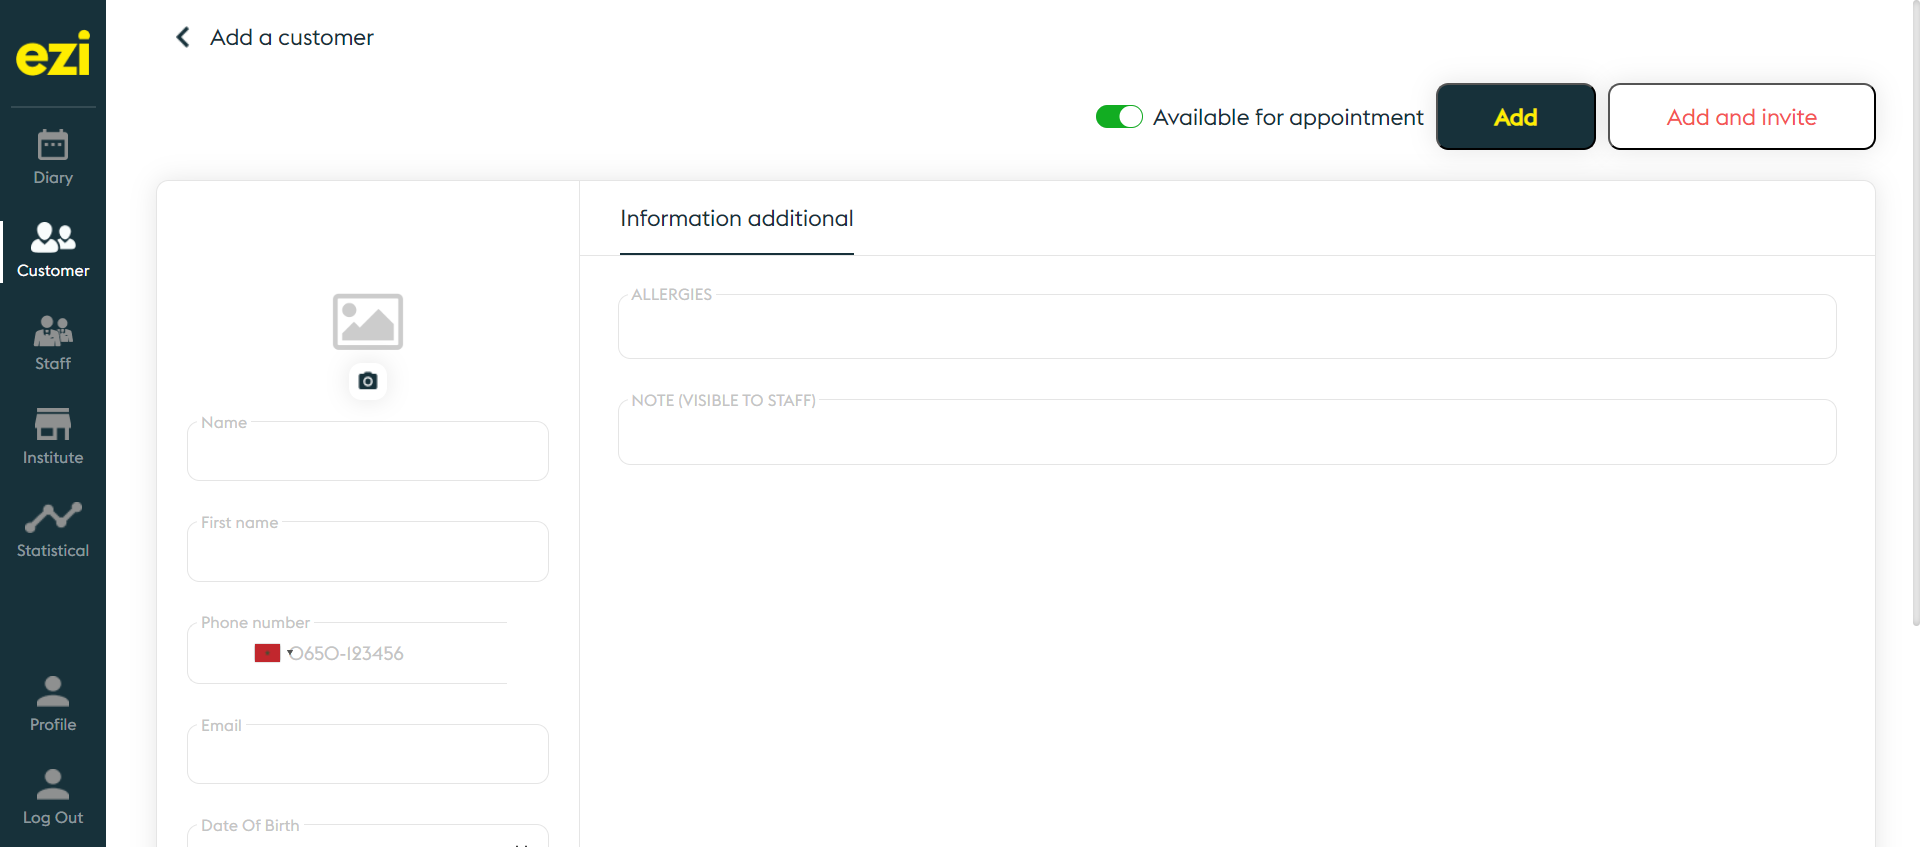 ezi
Add a customer
Available for appointment
Add
Add and invite
Diary
Customer
Staff
Institute
Statistical
Profile
Log Out
Name
First name
Phone number
0650-123456
Email
Date Of Birth
Information additional
ALLERGIES
NOTE (VISIBLE TO STAFF)